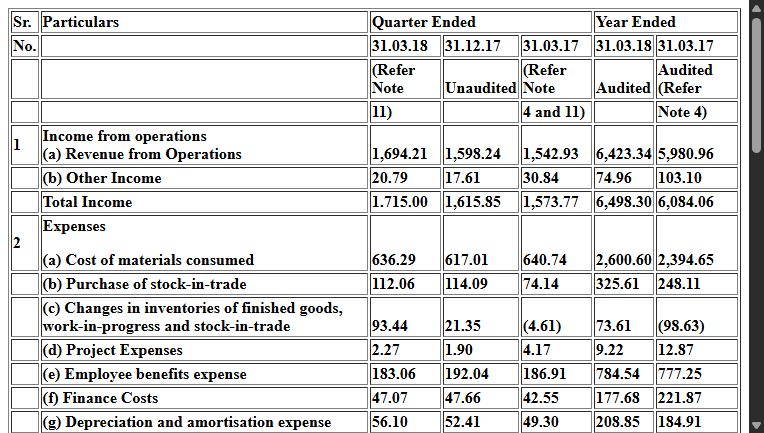 Sr. Particulars Quarter Ended Year Ended
No. 31.03.18 31.12.17 31.03.17 31.03.18 31.03.17
(Refer Note Unaudited (Refer Note Audited Audited (Refer
11) 4 and 11) Note 4)
1 Income from operations
(a) Revenue from Operations 1,694.21 1,598.24 1,542.93 6,423.34 5,980.96
(b) Other Income 20.79 17.61 30.84 74.96 103.10
Total Income 1.715.00 1,615.85 1,573.77 6,498.30 6,084.06
2 Expenses
(a) Cost of materials consumed 636.29 617.01 640.74 2,600.60 2,394.65
(b) Purchase of stock-in-trade 112.06 114.09 74.14 325.61 248.11
(c) Changes in inventories of finished goods,
work-in-progress and stock-in-trade 93.44 21.35 (4.61) 73.61 (98.63)
(d) Project Expenses 2.27 1.90 4.17 9.22 12.87
(e) Employee benefits expense 183.06 192.04 186.91 784.54 777.25
(f) Finance Costs 47.07 47.66 42.55 177.68 221.87
(g) Depreciation and amortisation expense 56.10 52.41 49.30 208.85 184.91